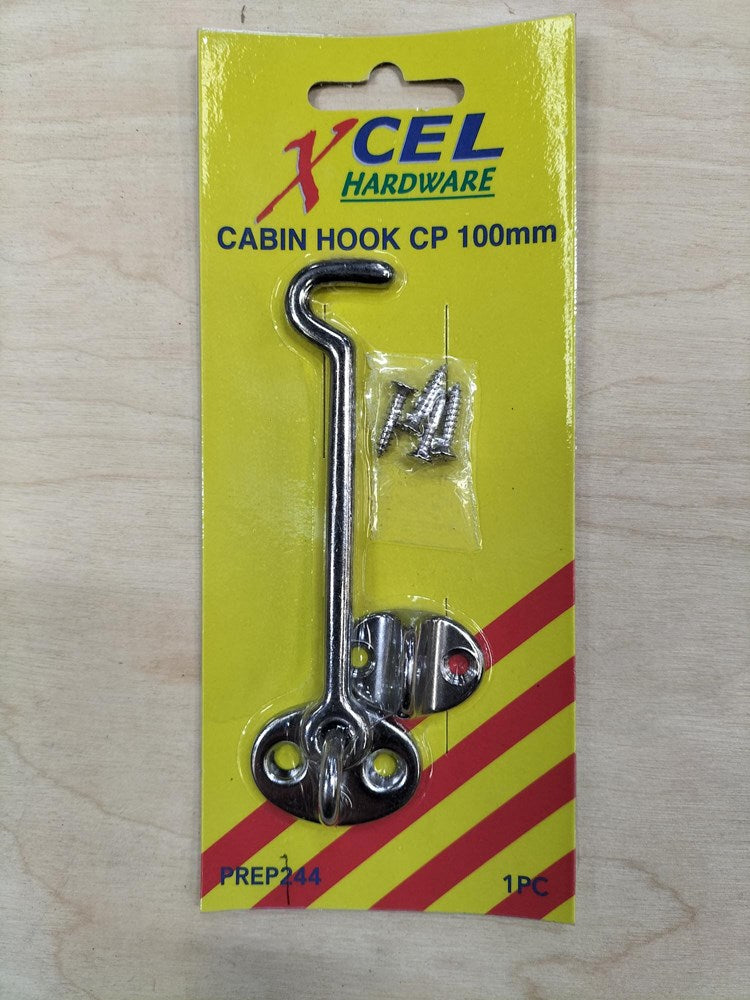 XCEL
HARDWARE
CABIN HOOK CP 100mm
PREP244
1PC